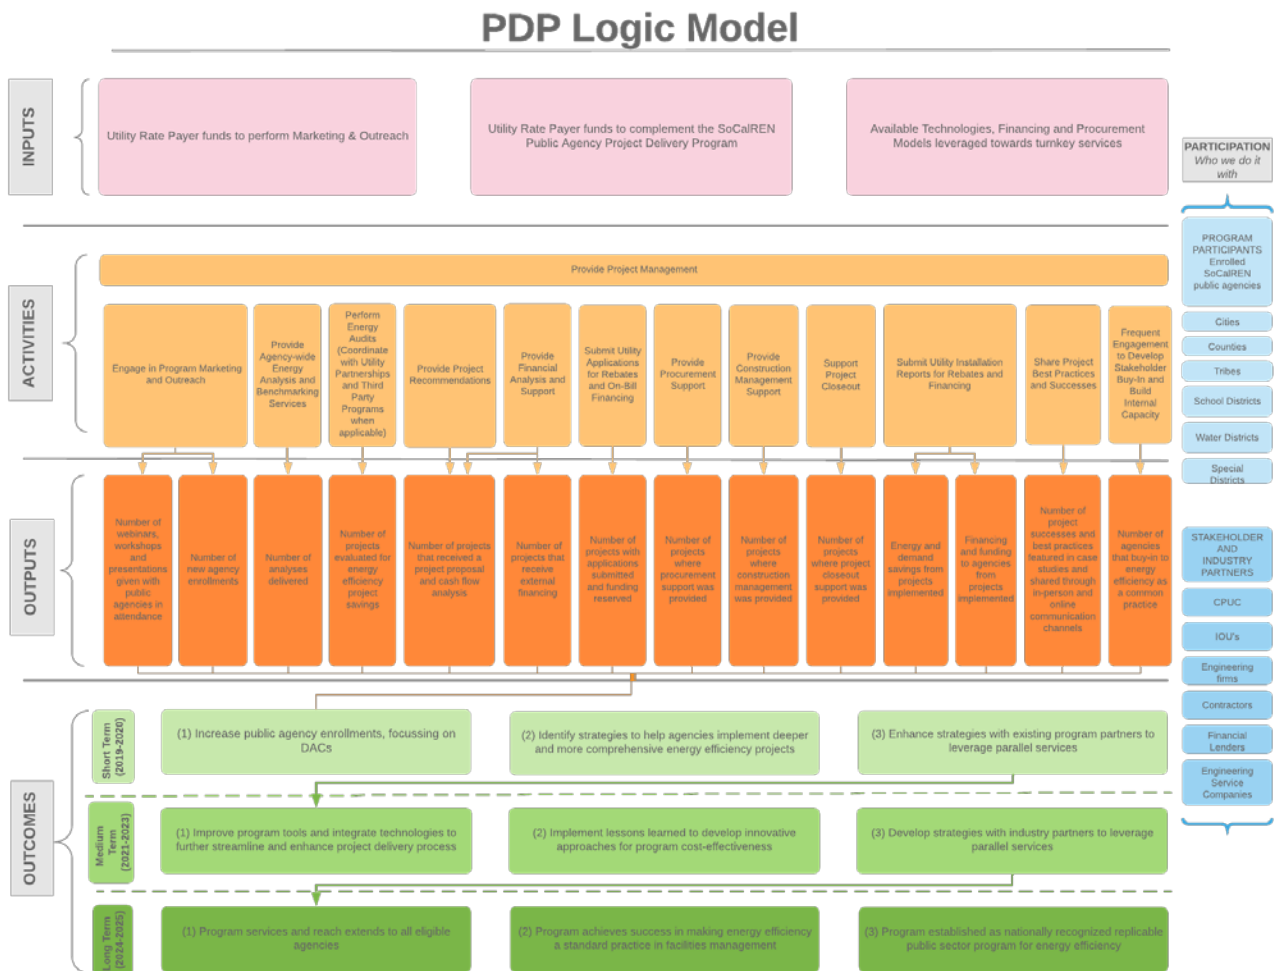 PDP Logic Model
INPUTS
Utility Rate Payer funds to perform Marketing & Outreach
Utility Rate Payer funds to complement the SoCalREN
Public Agency Project Delivery Program
Available Technologies, Financing and Procurement
Models leveraged towards turnkey services
PARTICIPATION
Who we do it
with
PROGRAM
PARTICIPANTS
Enrolled
SoCalREN
public agencies
Cities
Counties
Tribes
School Districts
Water Districts
Special
Districts
STAKEHOLDER
AND
INDUSTRY
PARTNERS
CPUC
IOU's
Engineering
firms
Contractors
Financial
Lenders
Engineering
Service
Companies
ACTIVITIES
Provide Project Management
Engage in Program Marketing
and Outreach
Provide
Agency-wide
Energy
Analysis and
Benchmarking
Services
Perform
Energy
Audits
(Coordinate
with Utility
Partnerships
and Third
Party
Programs
when
applicable)
Provide Project
Recommendations
Provide
Financial
Analysis and
Support
Submit Utility
Applications
for Rebates
and On-Bill
Financing
Provide
Procurement
Support
Provide
Construction
Management
Support
Support
Project
Closeout
Submit Utility Installation
Reports for Rebates and
Financing
Share Project
Best Practices
and Successes
Frequent
Engagement
to Develop
Stakeholder
Buy-In and
Build
Internal
Capacity
OUTPUTS
Number of
webinars,
workshops
and
presentations
given with
public
agencies in
attendance
Number of
new agency
enrollments
Number of
analyses
delivered
Number of
projects
evaluated for
energy
efficiency
project
savings
Number of projects
that received a
project proposal
and cash flow
analysis
Number of
projects that
receive
external
financing
Number of
projects with
applications
submitted
and funding
reserved
Number of
projects
where
procurement
support was
provided
Number of
projects
where
construction
management
was provided
Number of
projects
where project
closeout
support was
provided
Energy and
demand
savings from
projects
implemented
Financing
and funding
to agencies
from
projects
implemented
Number of
project
successes and
best practices
featured in case
studies and
shared through
in-person and
online
communication
channels
Number of
agencies
that buy-in to
energy
efficiency as
a common
practice
OUTCOMES
Short Term
(2019-2020)
(1) Increase public agency enrollments, focussing on
DACs
(2) Identify strategies to help agencies implement deeper
and more comprehensive energy efficiency projects
(3) Enhance strategies with existing program partners to
leverage parallel services
Medium
Term
(2021-2023)
(1) Improve program tools and integrate technologies to
further streamline and enhance project delivery process
(2) Implement lessons learned to develop innovative
approaches for program cost-effectiveness
(3) Develop strategies with industry partners to leverage
parallel services
Long Term
(2024-2025)
(1) Program services and reach extends to all eligible
agencies
(2) Program achieves success in making energy efficiency
a standard practice in facilities management
(3) Program established as nationally recognized replicable
public sector program for energy efficiency